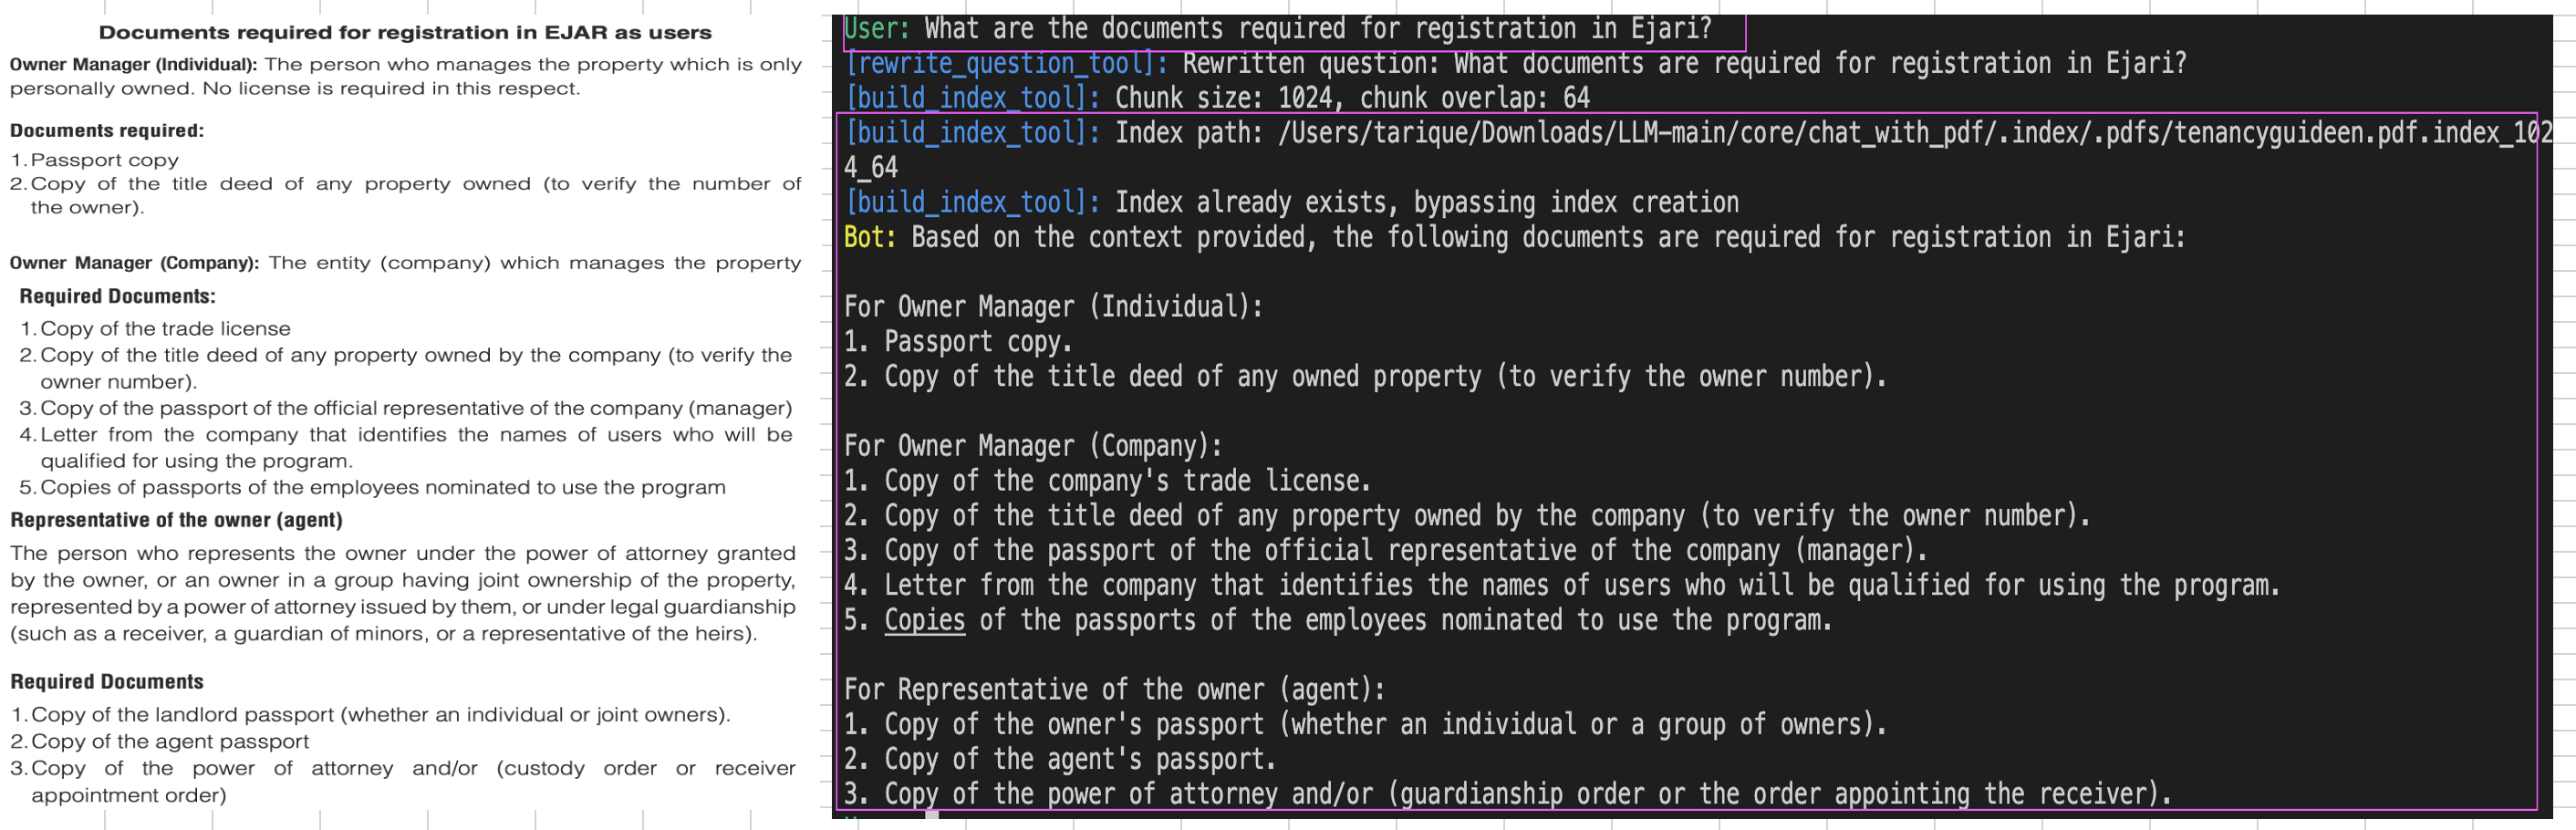 Documents required for registration in EJAR as users
Owner Manager (Individual): The person who manages the property which is only
personally owned. No license is required in this respect.
Documents required:
1. Passport copy
2. Copy of the title deed of any property owned (to verify the number of
the owner).
Owner Manager (Company): The entity (company) which manages the property
Required Documents:
1. Copy of the trade license
2. Copy of the title deed of any property owned by the company (to verify the
owner number).
3. Copy of the passport of the official representative of the company (manager)
4. Letter from the company that identifies the names of users who will be
qualified for using the program.
5. Copies of passports of the employees nominated to use the program
Representative of the owner (agent)
The person who represents the owner under the power of attorney granted
by the owner, or an owner in a group having joint ownership of the property,
represented by a power of attorney issued by them, or under legal guardianship
(such as a receiver, a guardian of minors, or a representative of the heirs).
Required Documents
1. Copy of the landlord passport (whether an individual or joint owners).
2. Copy of the agent passport
3. Copy of the power of attorney and/or (custody order or receiver
appointment order)
User: What are the documents required for registration in Ejari?
[rewrite_question_tool]: Rewritten question: What documents are required for registration in Ejari?
[build_index_tool]: Chunk size: 1024, chunk overlap: 64
[build_index_tool]: Index path: /Users/tarique/Downloads/LLM-main/core/chat_with_pdf/.index/.pdfs/tenancyguideen.pdf.index_102
4_64
[build_index_tool]: Index already exists, bypassing index creation
Bot: Based on the context provided, the following documents are required for registration in Ejari:
For Owner Manager (Individual):
1. Passport copy.
2. Copy of the title deed of any owned property (to verify the owner number).
For Owner Manager (Company):
1. Copy of the company's trade license.
2. Copy of the title deed of any property owned by the company (to verify the owner number).
3. Copy of the passport of the official representative of the company (manager).
4. Letter from the company that identifies the names of users who will be qualified for using the program.
5. Copies of the passports of the employees nominated to use the program.
For Representative of the owner (agent):
1. Copy of the owner's passport (whether an individual or a group of owners).
2. Copy of the agent's passport.
3. Copy of the power of attorney and/or (guardianship order or the order appointing the receiver).